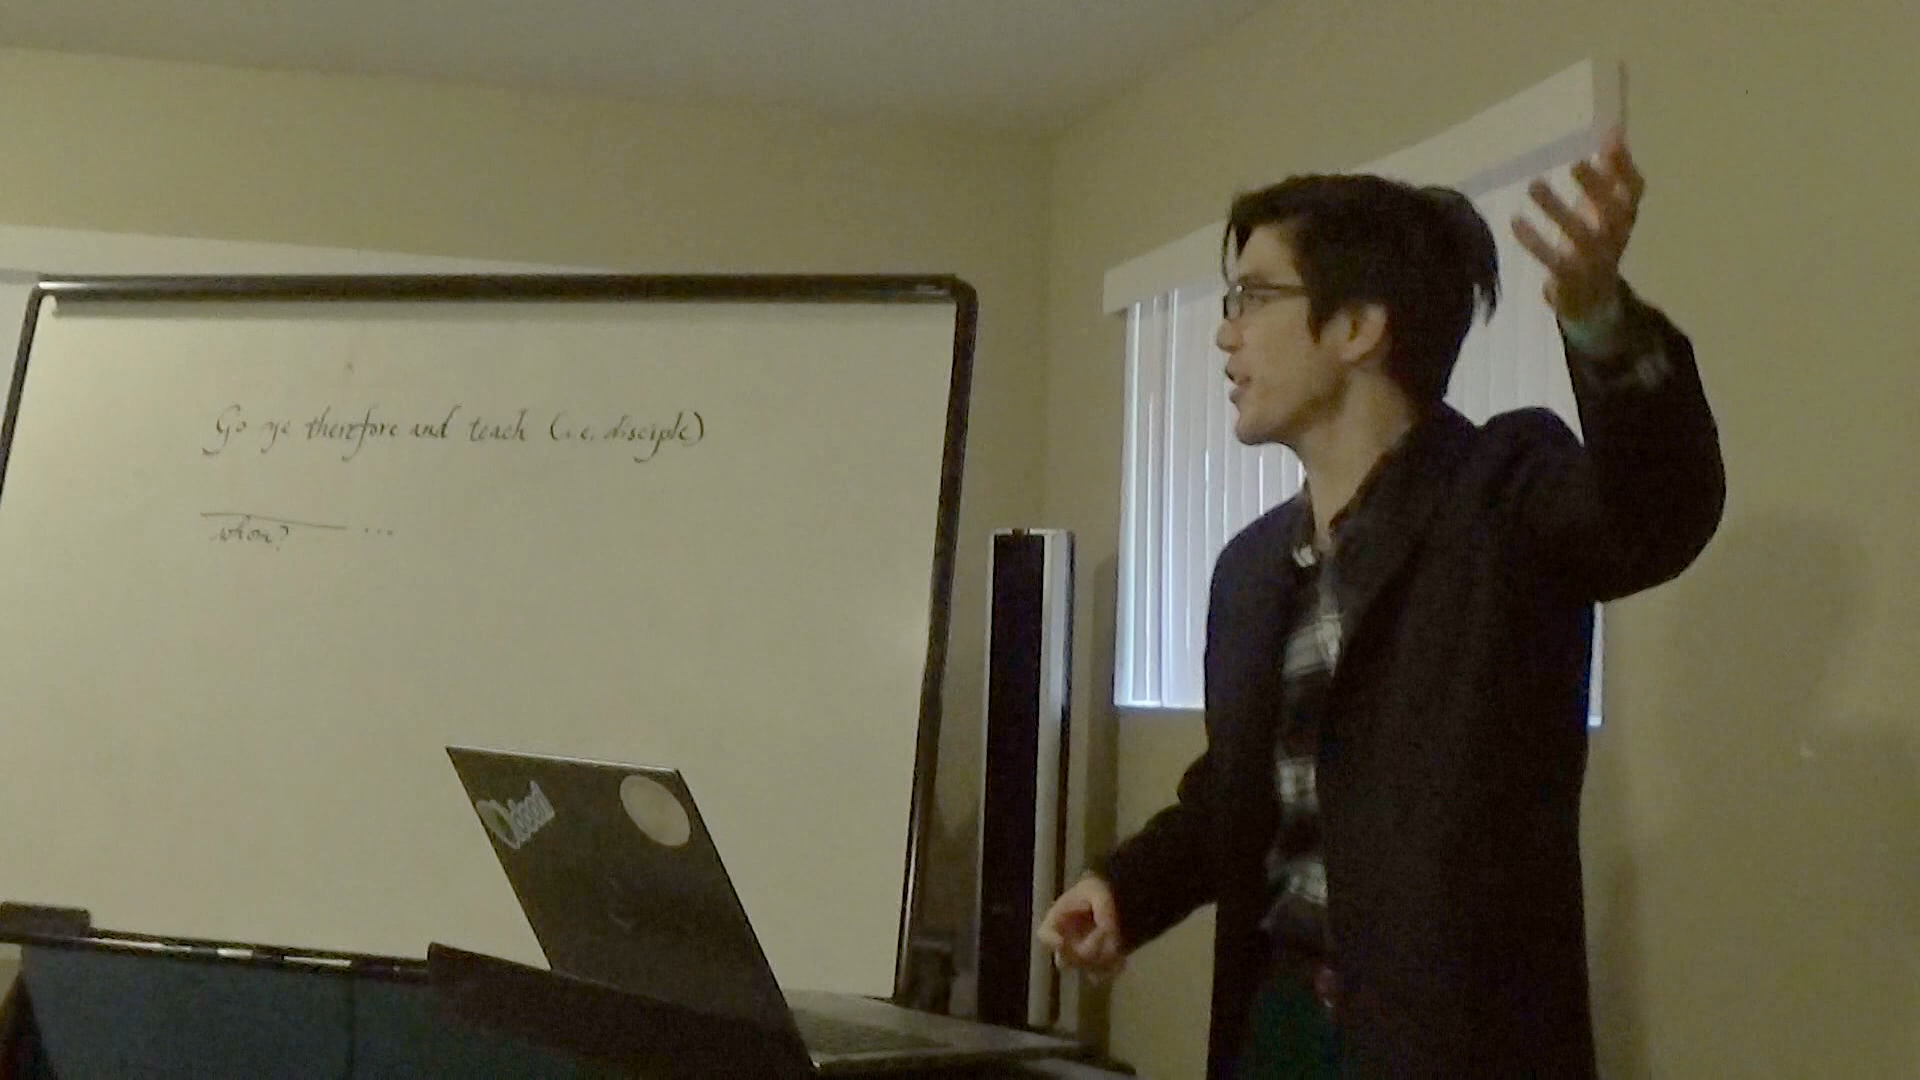 Go ye therefore and teach (i.e. disciple)
whom? ...